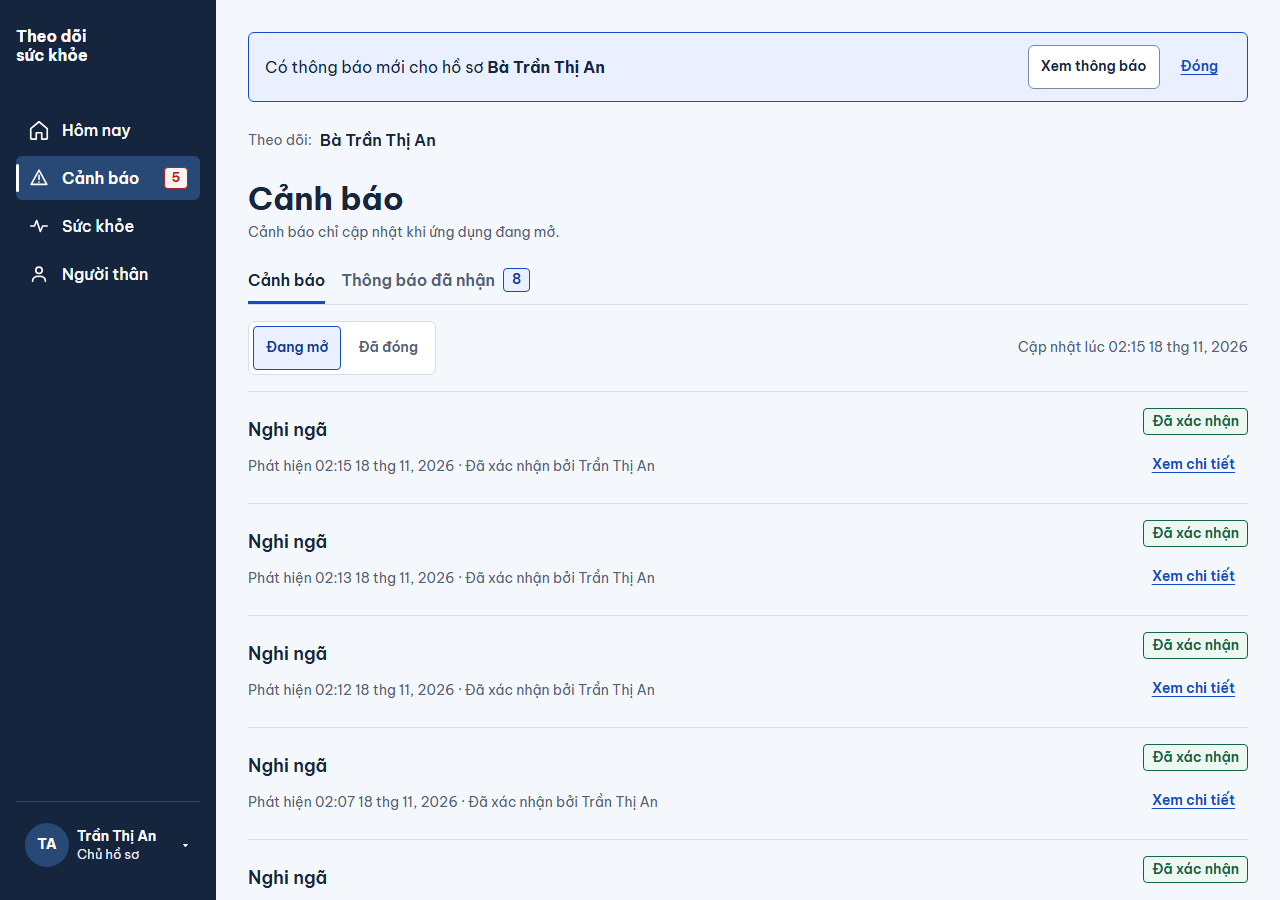 Theo dõi
sức khỏe
Hôm nay
Cảnh báo 5
Sức khỏe
Người thân
TA
Trần Thị An
Chủ hồ sơ
Có thông báo mới cho hồ sơ Bà Trần Thị An
Xem thông báo
Đóng
Theo dõi: Bà Trần Thị An
Cảnh báo
Cảnh báo chỉ cập nhật khi ứng dụng đang mở.
Cảnh báo
Thông báo đã nhận 8
Đang mở
Đã đóng
Cập nhật lúc 02:15 18 thg 11, 2026
Nghi ngã
Đã xác nhận
Phát hiện 02:15 18 thg 11, 2026 · Đã xác nhận bởi Trần Thị An
Xem chi tiết
Nghi ngã
Đã xác nhận
Phát hiện 02:13 18 thg 11, 2026 · Đã xác nhận bởi Trần Thị An
Xem chi tiết
Nghi ngã
Đã xác nhận
Phát hiện 02:12 18 thg 11, 2026 · Đã xác nhận bởi Trần Thị An
Xem chi tiết
Nghi ngã
Đã xác nhận
Phát hiện 02:07 18 thg 11, 2026 · Đã xác nhận bởi Trần Thị An
Xem chi tiết
Nghi ngã
Đã xác nhận